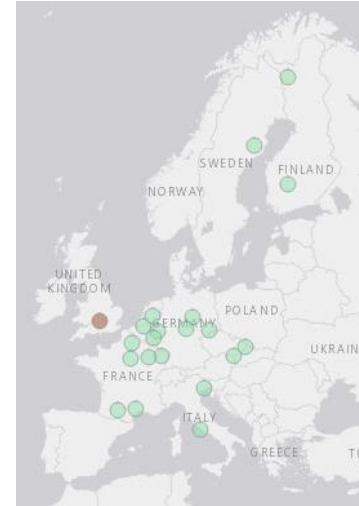 SWEDEN
FINLAND
NORWAY
UNITED
KINGDOM
GERMANY
POLAND
UKRAIN
FRANCE
ITALY
GREECE
T